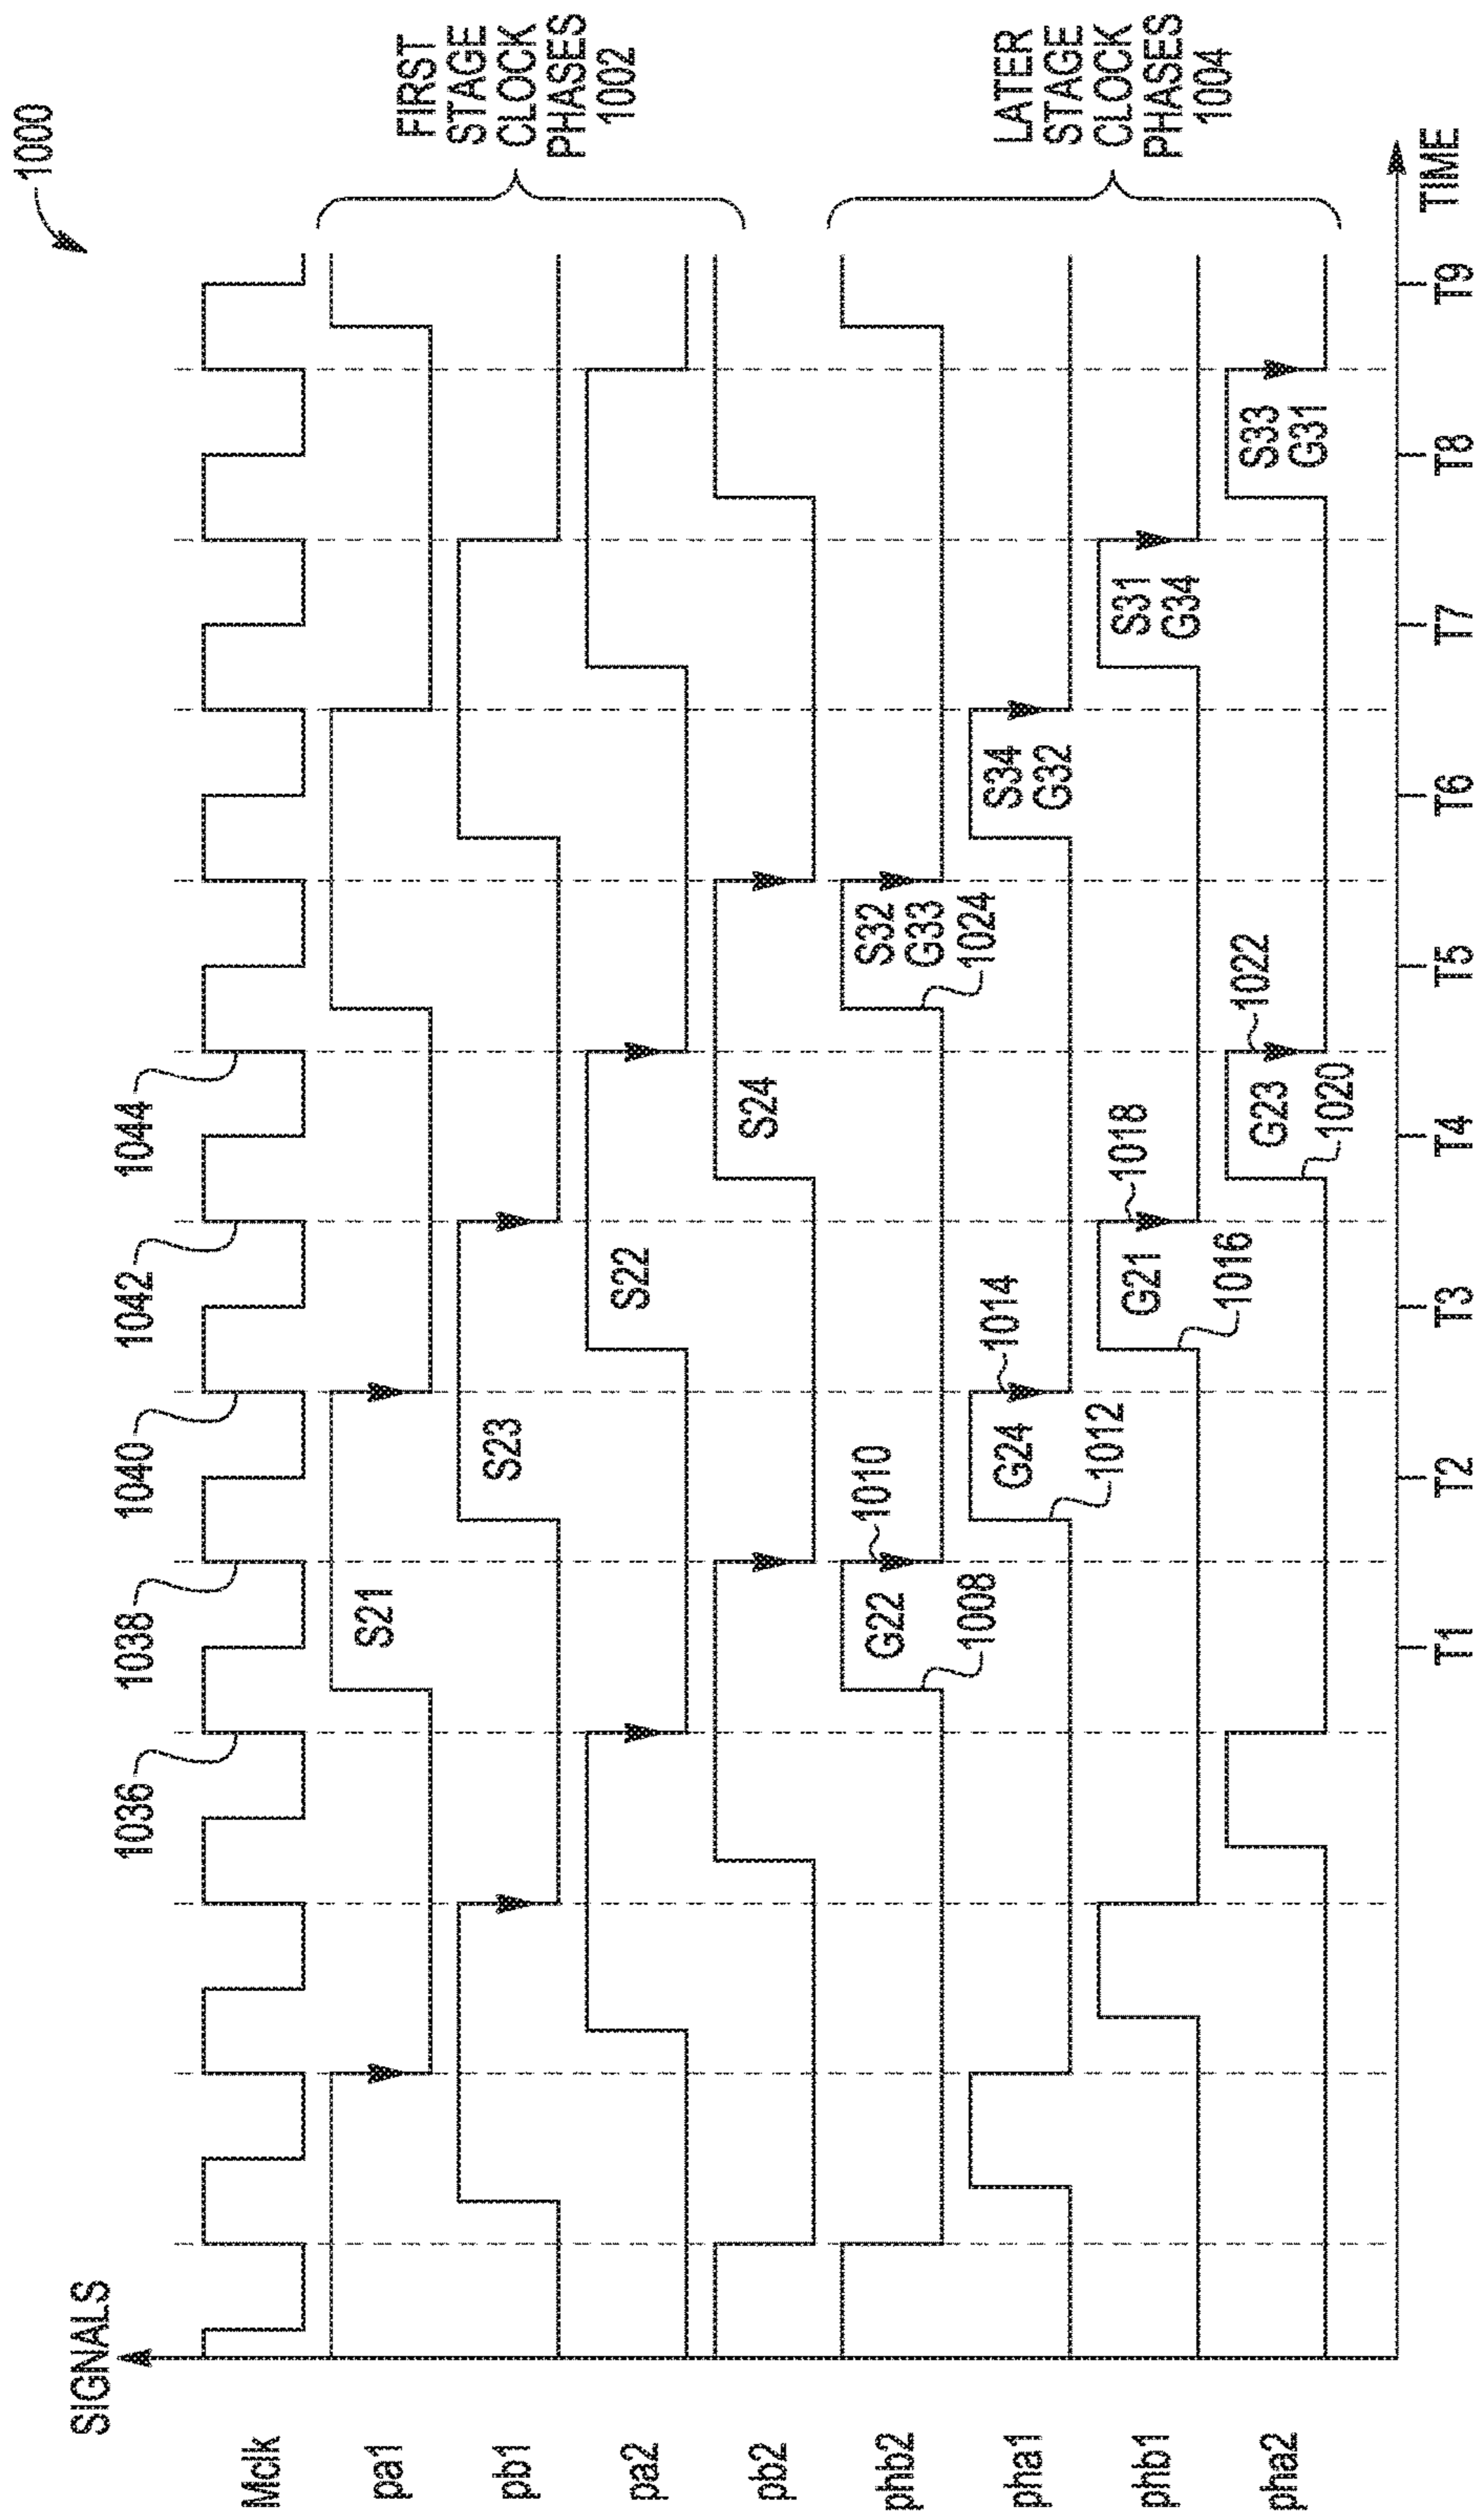 1000
SIGNALS
Mclk
1036
1038
1040
1042
1044
pa1
S21
pb1
S23
pa2
S22
pb2
S24
FIRST
STAGE
CLOCK
PHASES
1002
phb2
G22
1010
1008
S32
G33
1024
pha1
G24
1014
1012
S34
G32
phb1
G21
1018
1016
S31
G34
pha2
G23
1022
1020
S33
G31
LATER
STAGE
CLOCK
PHASES
1004
T1
T2
T3
T4
T5
T6
T7
T8
T9
TIME